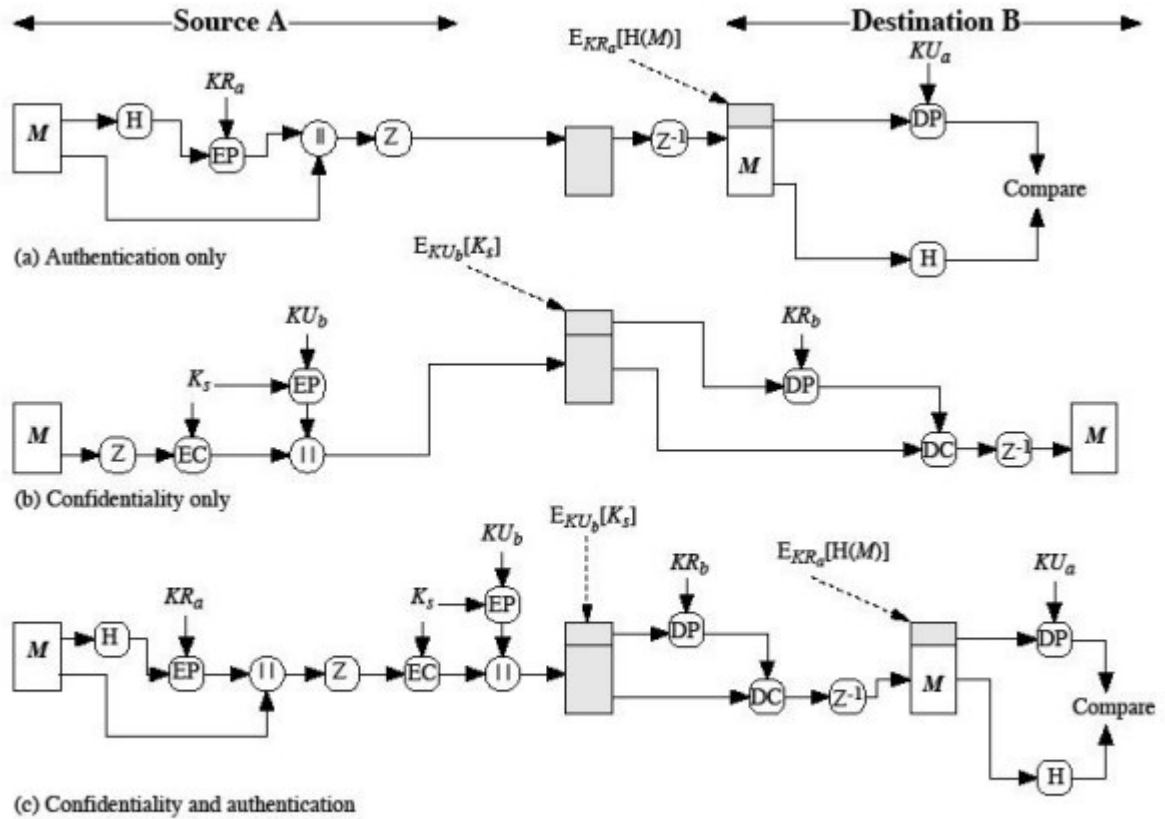 Source A
Destination B
E_{KR_a}[H(M)]
KU_a
KR_a
M
H
EP
||
Z
Z^{-1}
M
DP
Compare
H
(a) Authentication only
E_{KU_b}[K_s]
KU_b
KR_b
K_s
EP
DP
M
Z
EC
||
DC
Z^{-1}
M
(b) Confidentiality only
E_{KU_b}[K_s]
KU_b
KR_b
E_{KR_a}[H(M)]
KU_a
KR_a
K_s
EP
DP
DP
M
H
EP
||
Z
EC
||
DC
Z^{-1}
M
Compare
H
(c) Confidentiality and authentication